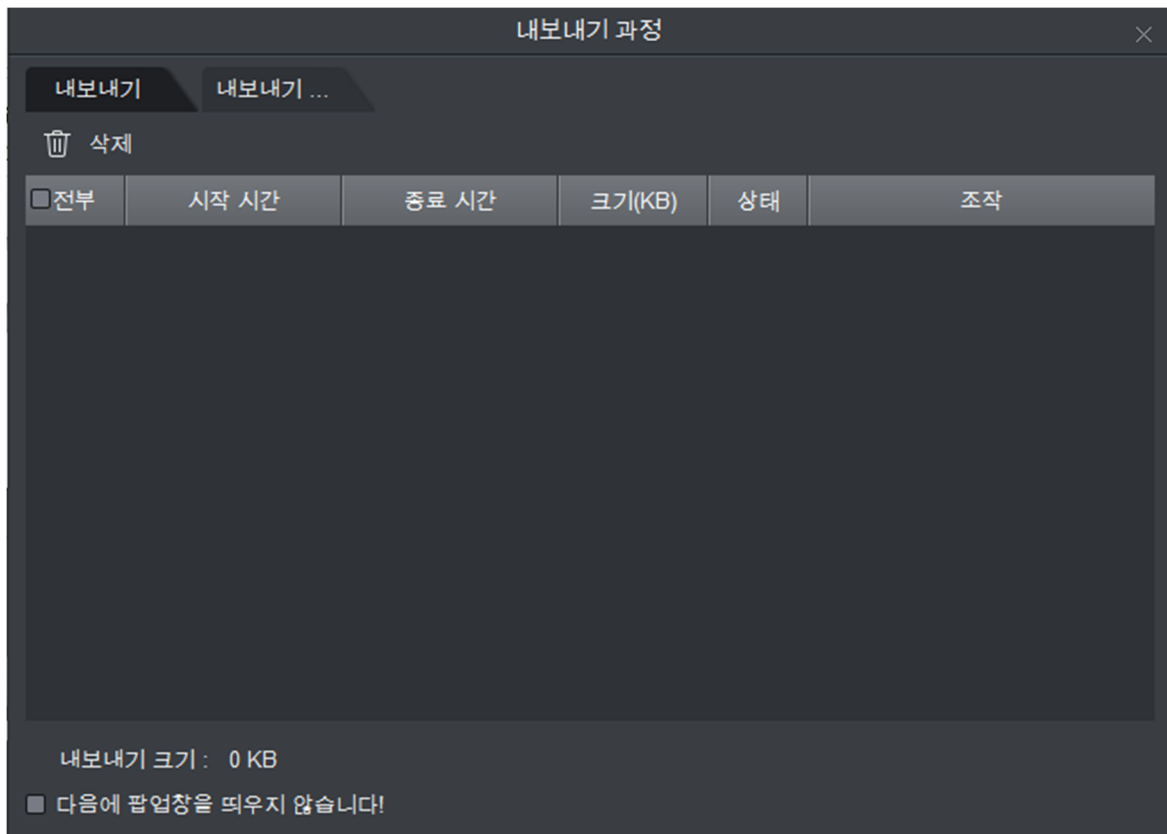 내보내기 과정
내보내기 내보내기 ...
삭제
전부 시작 시간 종료 시간 크기(KB) 상태 조작
내보내기 크기 : 0 KB
다음에 팝업창을 띄우지 않습니다!